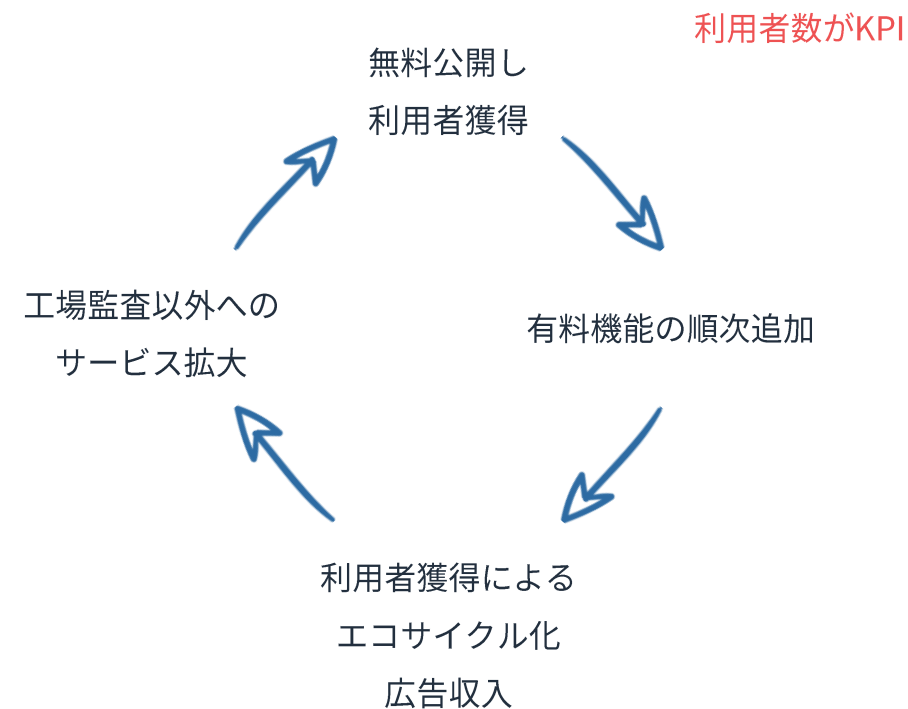 利用者数がKPI
無料公開し
利用者獲得
工場監査以外への
サービス拡大
有料機能の順次追加
利用者獲得による
エコサイクル化
広告収入